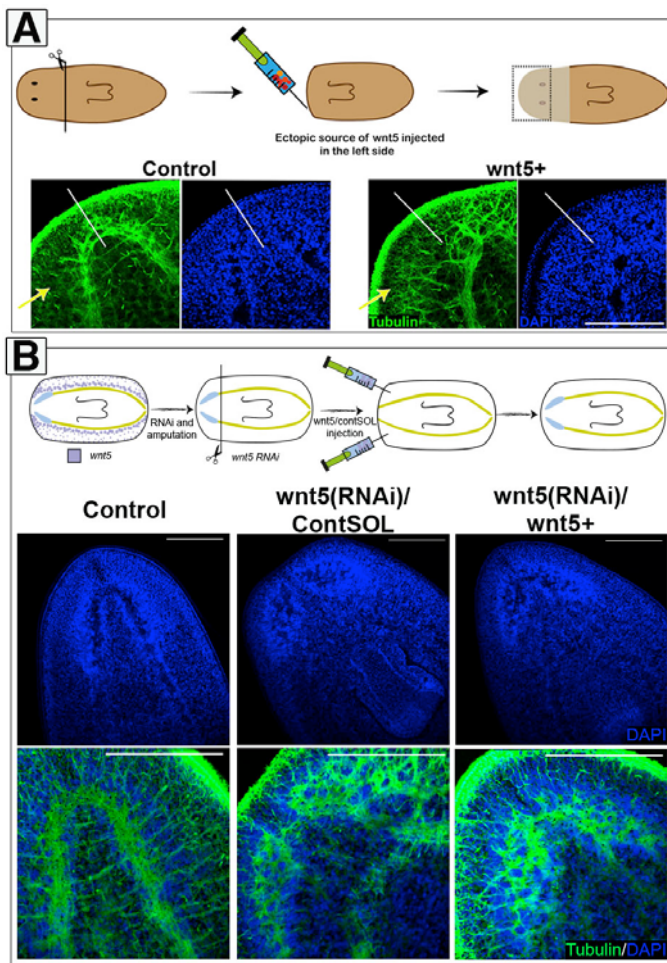 A
Ectopic source of wnt5 injected
in the left side
Control
wnt5+
Tubulin
DAPI
B
wnt5
RNAi and
amputation
wnt5 RNAi
wnt5/contSOL
injection
Control
wnt5(RNAi)/
ContSOL
wnt5(RNAi)/
wnt5+
DAPI
Tubulin/DAPI